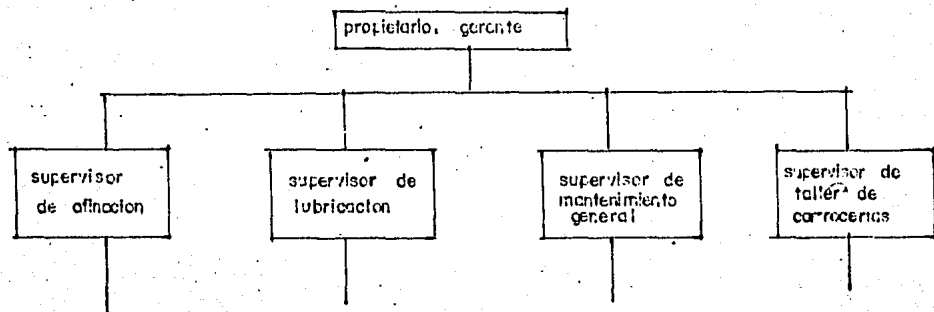 propietario, gerente
supervisor
de afinacion
supervisor de
lubricacion
supervisor de
mantenimiento
general
supervisor de
taller de
carrocerias